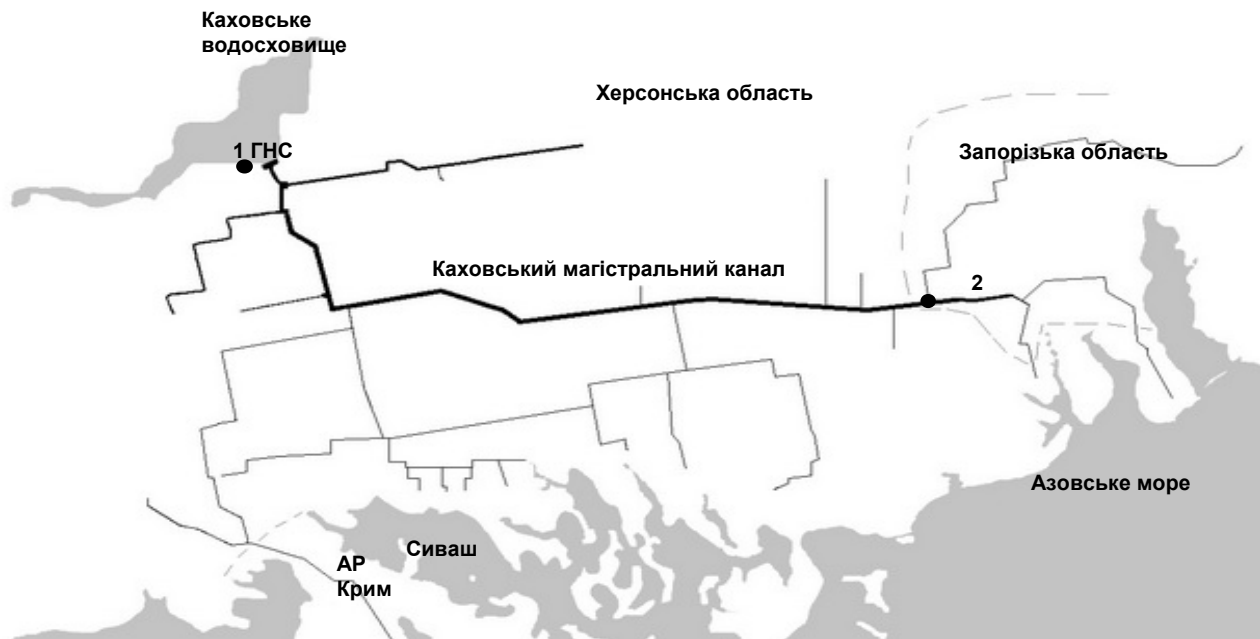 Каховське
водосховище
Херсонська область
1 ГНС
Запорізька область
Каховський магістральний канал
2
Азовське море
Сиваш
АР
Крим